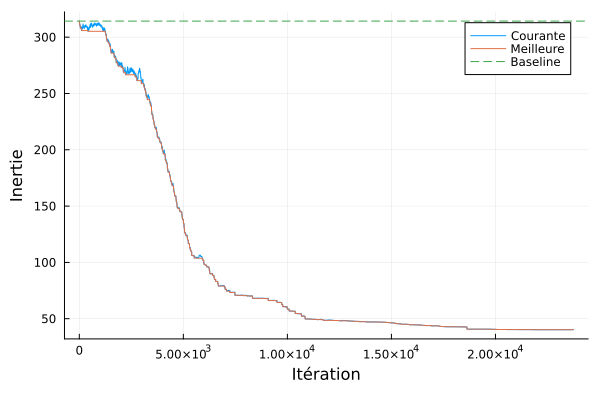 Courante
Meilleure
Baseline
300
250
200
150
100
50
Inertie
0
5.00×10³
1.00×10⁴
1.50×10⁴
2.00×10⁴
Itération